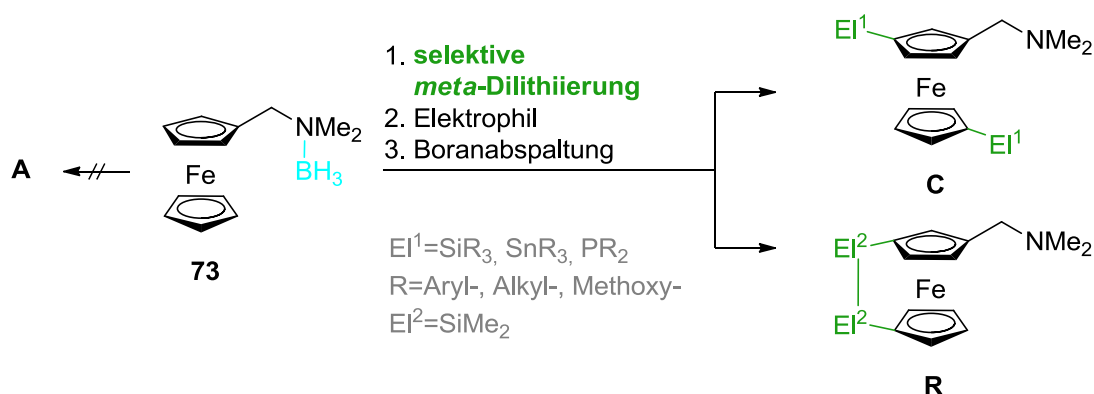 1. selektive
meta-Dilithiierung
2. Elektrophil
3. Boranabspaltung
A
Fe
NMe2
BH3
73
El1=SiR3, SnR3, PR2
R=Aryl-, Alkyl-, Methoxy-
El2=SiMe2
El1
NMe2
Fe
El1
C
El2
NMe2
Fe
El2
R